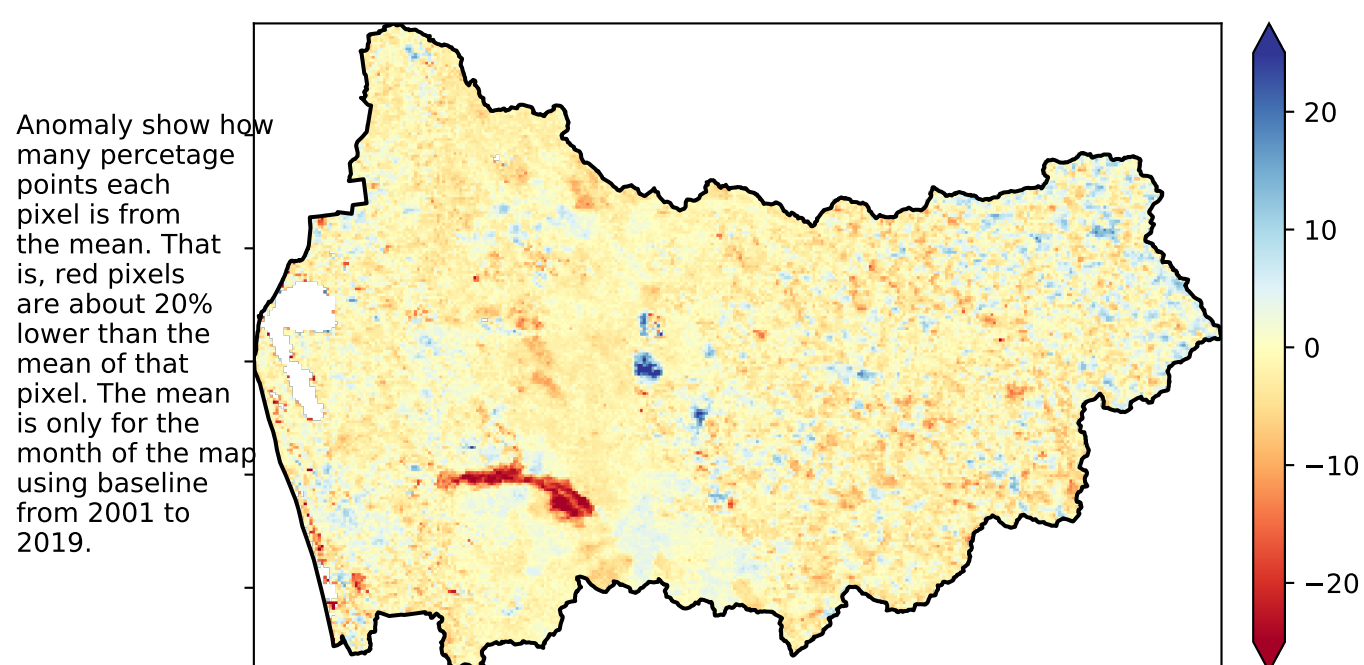 Anomaly show how
many percetage
points each
pixel is from
the mean. That
is, red pixels
are about 20%
lower than the
mean of that
pixel. The mean
is only for the
month of the map
using baseline
from 2001 to
2019.
20
10
0
−10
−20